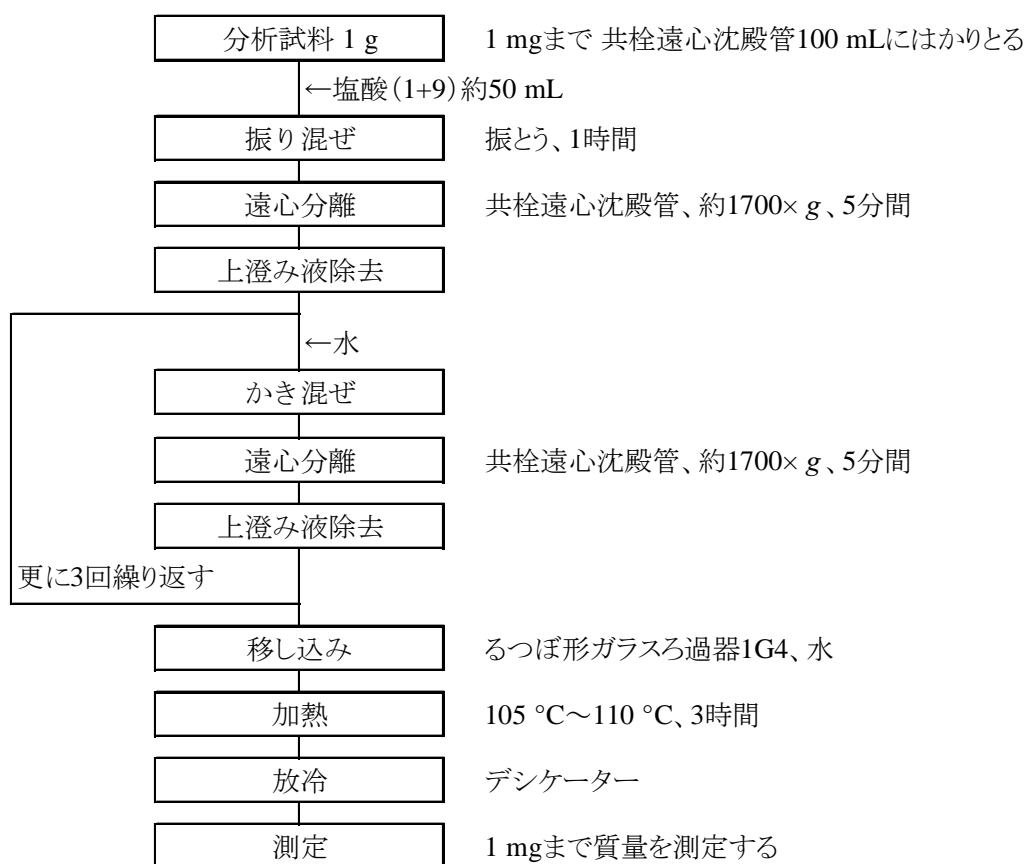 分析試料 1 g　1 mgまで 共栓遠心沈殿管100 mLにはかりとる
←塩酸（1+9）約50 mL
振り混ぜ　振とう、1時間
遠心分離　共栓遠心沈殿管、約1700× g 、5分間
上澄み液除去
←水
かき混ぜ
遠心分離　共栓遠心沈殿管、約1700× g 、5分間
上澄み液除去
更に3回繰り返す
移し込み　るつぼ形ガラスろ過器1G4、水
加熱　105 °C～110 °C、3時間
放冷　デシケーター
測定　1 mgまで質量を測定する